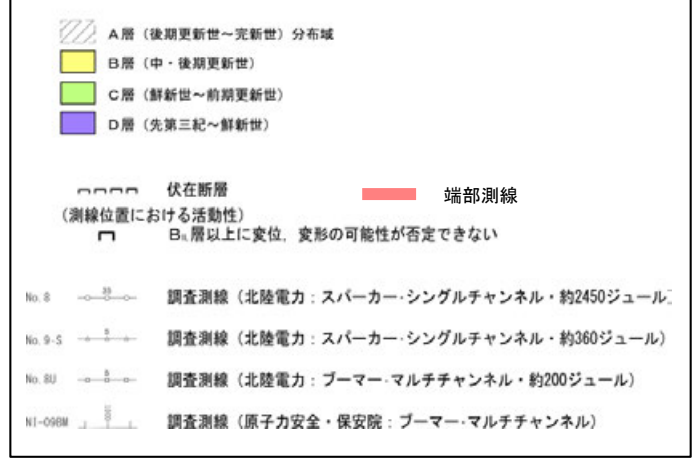 A層（後期更新世～完新世）分布域
B層（中・後期更新世）
C層（鮮新世～前期更新世）
D層（先第三紀～鮮新世）
伏在断層
端部測線
（測線位置における活動性）
B1L層以上に変位，変形の可能性が否定できない
No.8 調査測線（北陸電力：スパーカー･シングルチャンネル・約2450ジュール）
No.9-S 調査測線（北陸電力：スパーカー･シングルチャンネル・約360ジュール）
No.8U 調査測線（北陸電力：ブーマー･マルチチャンネル・約200ジュール）
NI-09BM 調査測線（原子力安全・保安院：ブーマー･マルチチャンネル）